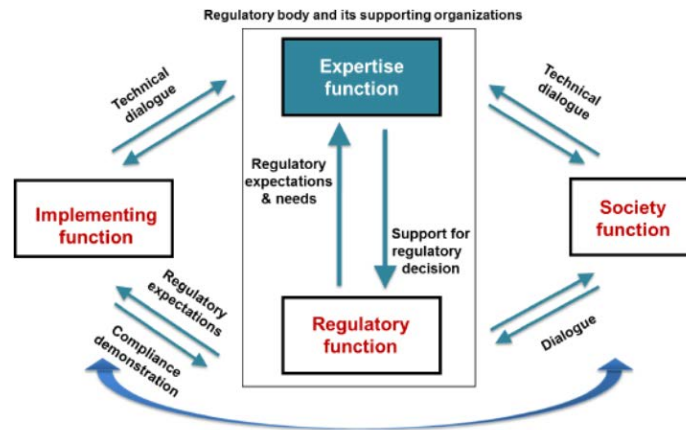 Regulatory body and its supporting organizations
Expertise
function
Technical
dialogue
Technical
dialogue
Regulatory
expectations
& needs
Implementing
function
Society
function
Support for
regulatory
decision
Regulatory
expectations
Compliance
demonstration
Regulatory
function
Dialogue